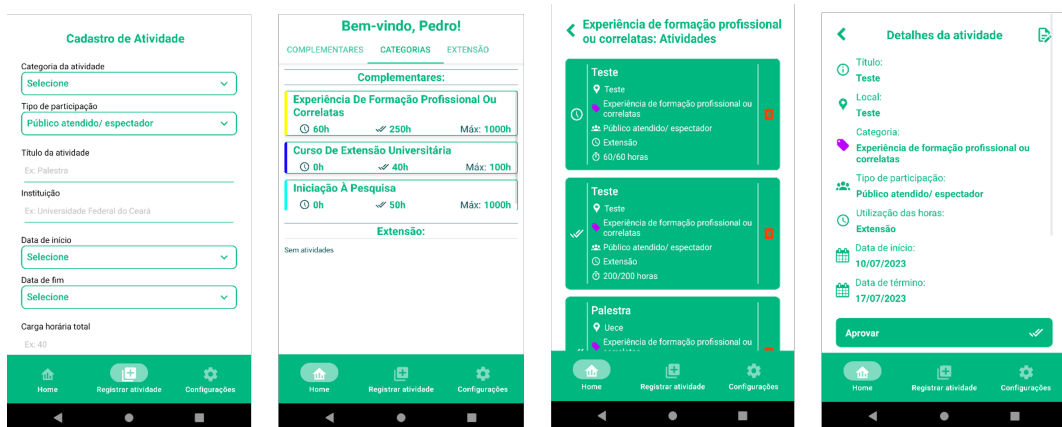 Cadastro de Atividade
Categoria da atividade
Selecione
Tipo de participação
Público atendido/ espectador
Título da atividade
Ex: Palestra
Instituição
Ex: Universidade Federal do Ceará
Data de início
Selecione
Data de fim
Selecione
Carga horária total
Ex: 40
Home
Registrar atividade
Configurações
Bem-vindo, Pedro!
COMPLEMENTARES
CATEGORIAS
EXTENSÃO
Complementares:
Experiência De Formação Profissional Ou
Correlatas
60h
250h
Máx: 1000h
Curso De Extensão Universitária
0h
40h
Máx: 100h
Iniciação À Pesquisa
0h
50h
Máx: 1000h
Extensão:
Sem atividades
Home
Registrar atividade
Configurações
Experiência de formação profissional
ou correlatas: Atividades
Teste
Teste
Experiência de formação profissional ou
correlatas
Público atendido/ espectador
Extensão
60/60 horas
Teste
Teste
Experiência de formação profissional ou
correlatas
Público atendido/ espectador
Extensão
200/200 horas
Palestra
Uece
Experiência de formação profissional ou
Home
Registrar atividade
Configurações
Detalhes da atividade
Título:
Teste
Local:
Teste
Categoria:
Experiência de formação profissional ou
correlatas
Tipo de participação:
Público atendido/ espectador
Utilização das horas:
Extensão
Data de início:
10/07/2023
Data de término:
17/07/2023
Aprovar
Home
Registrar atividade
Configurações